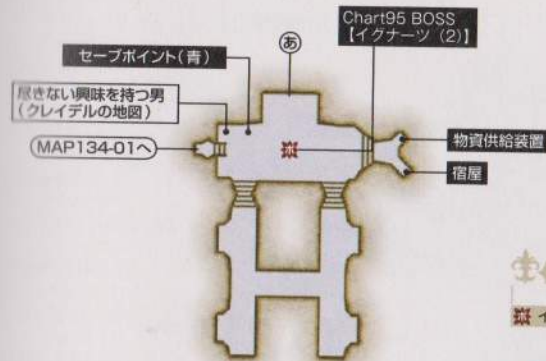 Chart95 BOSS
【イグナーツ（2）】
セーブポイント（青）
あ
尽きない興味を持つ男
（クレイデルの地図）
MAP134-01へ
物資供給装置
宿屋
イ